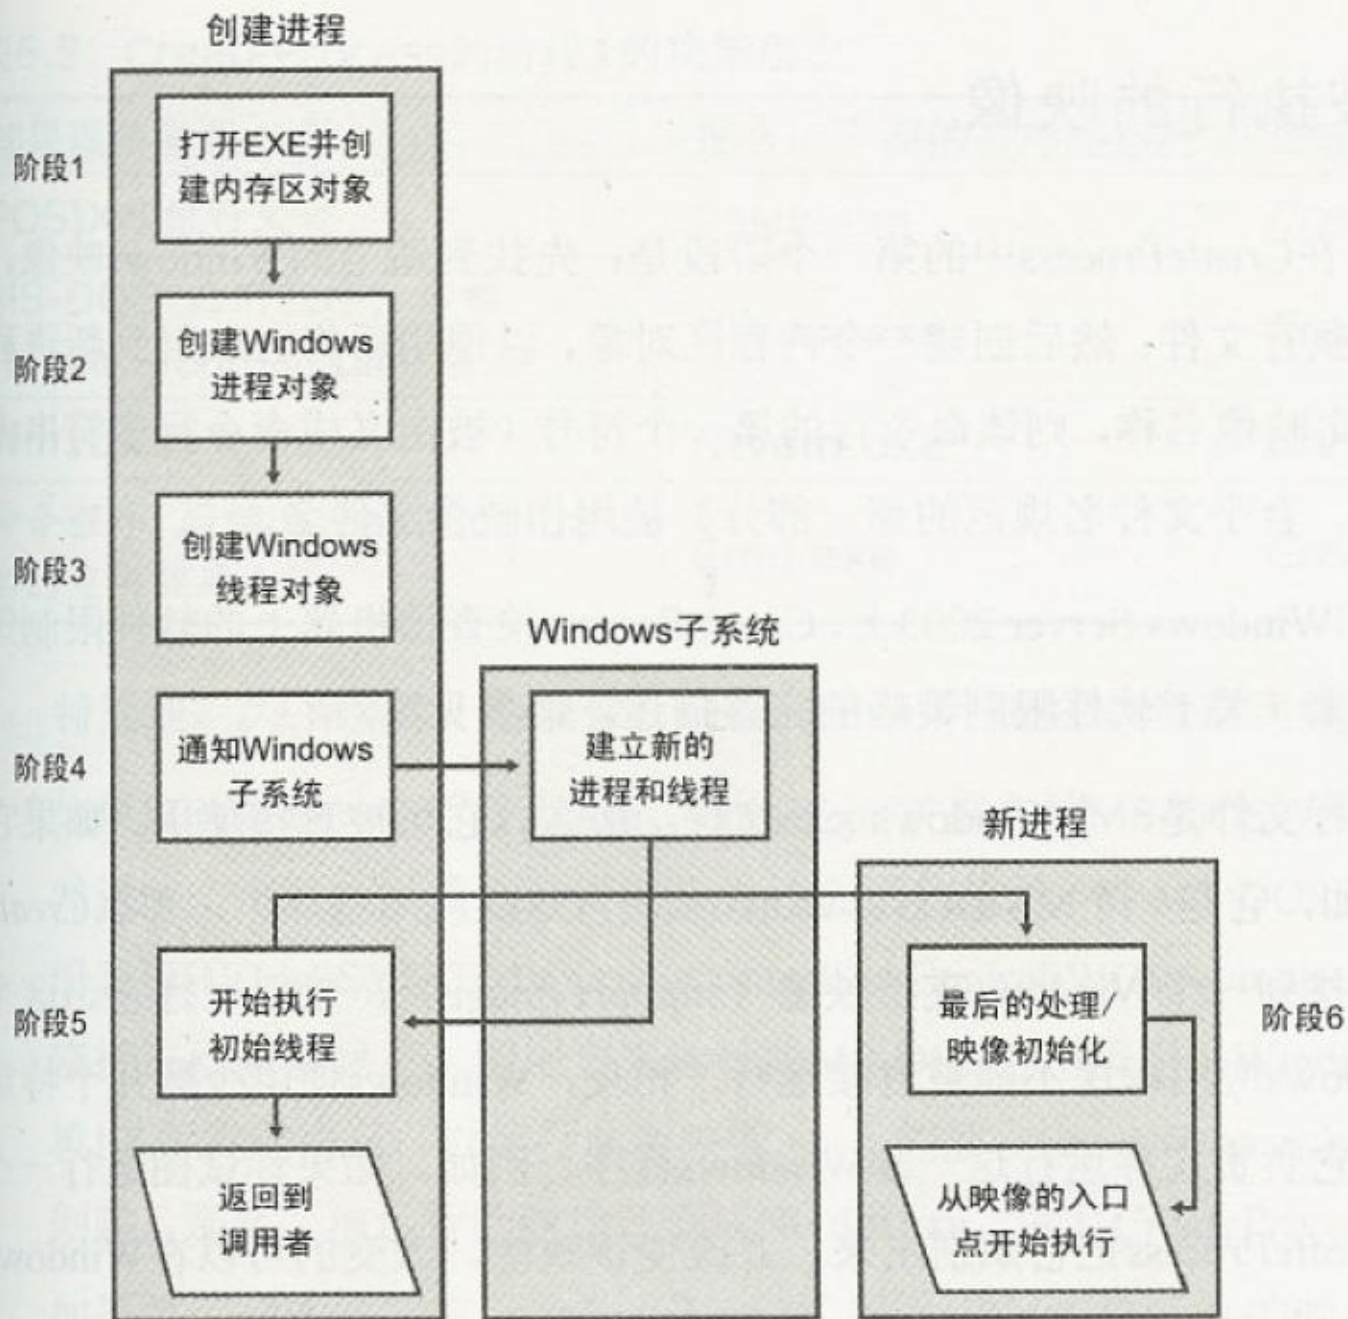 创建进程
阶段1
打开EXE并创
建内存区对象
阶段2
创建Windows
进程对象
阶段3
创建Windows
线程对象
Windows子系统
阶段4
通知Windows
子系统
建立新的
进程和线程
新进程
阶段5
开始执行
初始线程
最后的处理/
映像初始化
阶段6
返回到
调用者
从映像的入口
点开始执行